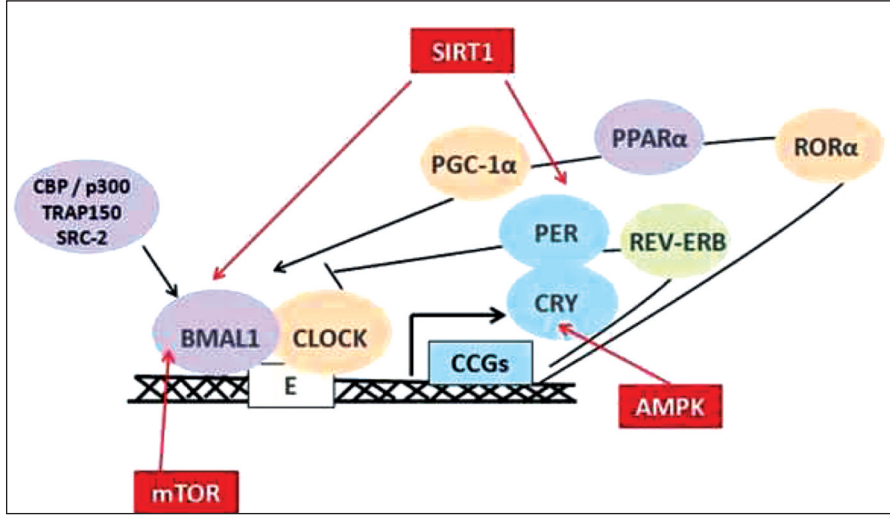 SIRT1
PPARα
RORα
PGC-1α
CBP / p300
TRAP150
SRC-2
PER
REV-ERB
CRY
BMAL1
CLOCK
CCGs
E
AMPK
mTOR